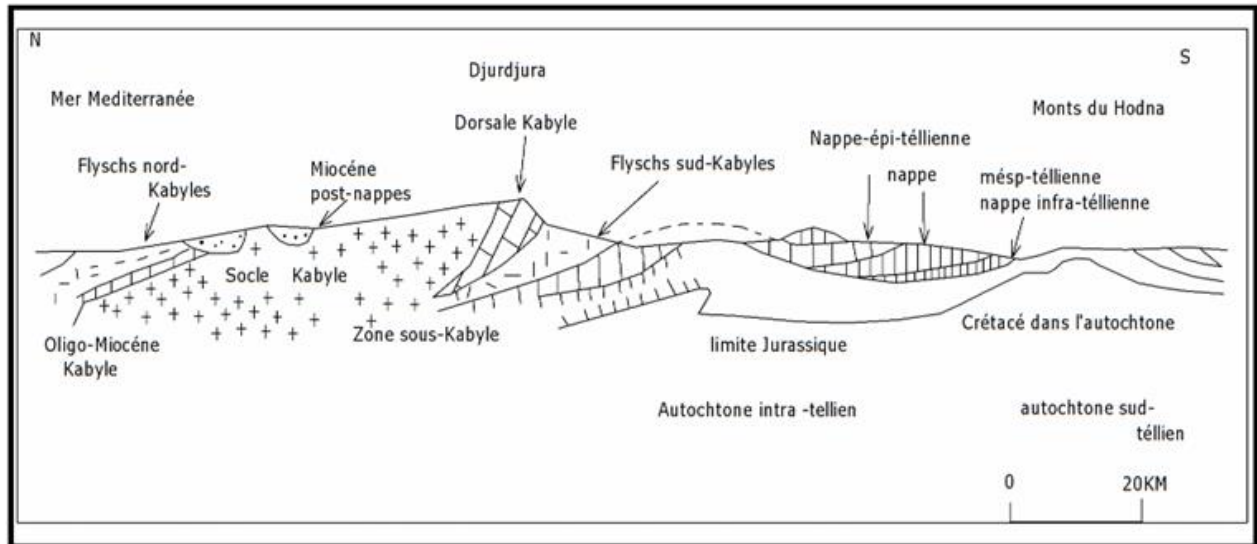 N
S
Djurdjura
Mer Mediterranée
Monts du Hodna
Dorsale Kabyle
Nappe-épi-téllienne
Flyschs nord-
Kabyles
Miocéne
post-nappes
Flyschs sud-Kabyles
nappe
mésp-téllienne
nappe infra-téllienne
Socle Kabyle
Zone sous-Kabyle
Oligo-Miocéne
Kabyle
limite Jurassique
Crétacé dans l'autochtone
Autochtone intra -tellien
autochtone sud-
téllien
0
20KM